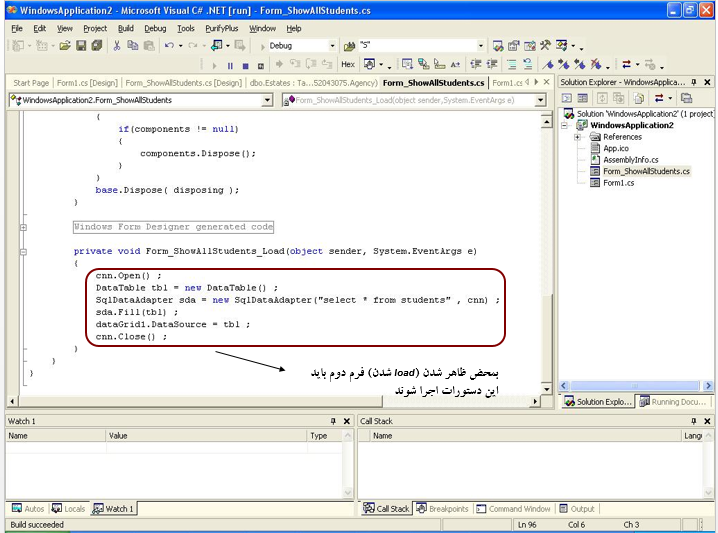 WindowsApplication2 - Microsoft Visual C# .NET [run] - Form_ShowAllStudents.cs
File Edit View Project Build Debug Tools PurifyPlus Window Help
Debug "S"
Hex
Start Page Form1.cs [Design] Form_ShowAllStudents.cs [Design] dbo.Estates : Ta...52043075.Agency) Form_ShowAllStudents.cs Form1.cs
Solution Explorer - WindowsApplica...
WindowsApplication2.Form_ShowAllStudents
Form_ShowAllStudents_Load(object sender,System.EventArgs e)
Solution 'WindowsApplication2' (1 project)
WindowsApplication2
References
App.ico
AssemblyInfo.cs
Form_ShowAllStudents.cs
Form1.cs
{
if(components != null)
{
components.Dispose();
}
}
base.Dispose( disposing );
}
Windows Form Designer generated code
private void Form_ShowAllStudents_Load(object sender, System.EventArgs e)
{
cnn.Open() ;
DataTable tbl = new DataTable() ;
SqlDataAdapter sda = new SqlDataAdapter("select * from students" , cnn) ;
sda.Fill(tbl) ;
dataGrid1.DataSource = tbl ;
cnn.Close() ;
}
}
}
بمحض ظاهر شدن (load شدن) فرم دوم باید
این دستورات اجرا شوند
Solution Explo... Running Docu...
Watch 1
Name Value Type
Call Stack
Name Langu
Autos Locals Watch 1
Call Stack Breakpoints Command Window Output
Build succeeded Ln 96 Col 6 Ch 3